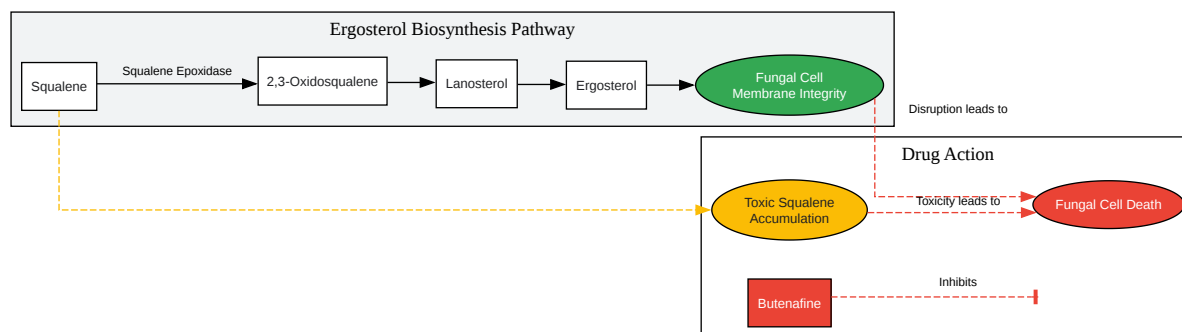 Ergosterol Biosynthesis Pathway
Squalene
Squalene Epoxidase
2,3-Oxidosqualene
Lanosterol
Ergosterol
Fungal Cell
Membrane Integrity
Disruption leads to
Drug Action
Toxic Squalene
Accumulation
Toxicity leads to
Fungal Cell Death
Butenafine
Inhibits